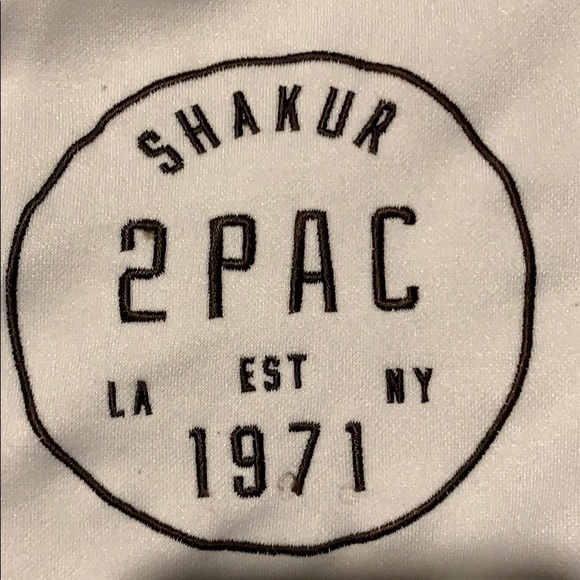 SHAKUR
2PAC
LA EST NY
1971